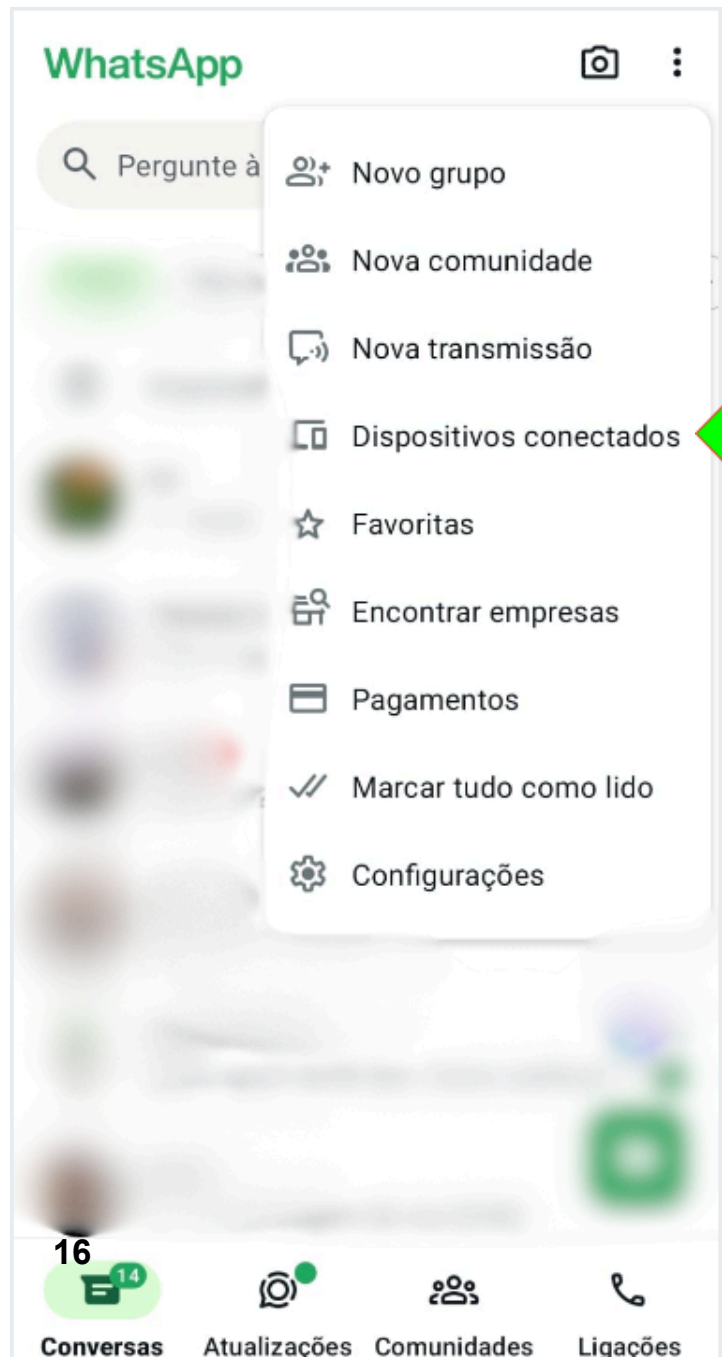 WhatsApp
Pergunte à
Novo grupo
Nova comunidade
Nova transmissão
Dispositivos conectados
Favoritas
Encontrar empresas
Pagamentos
Marcar tudo como lido
Configurações
16
14
Conversas Atualizações Comunidades Ligações